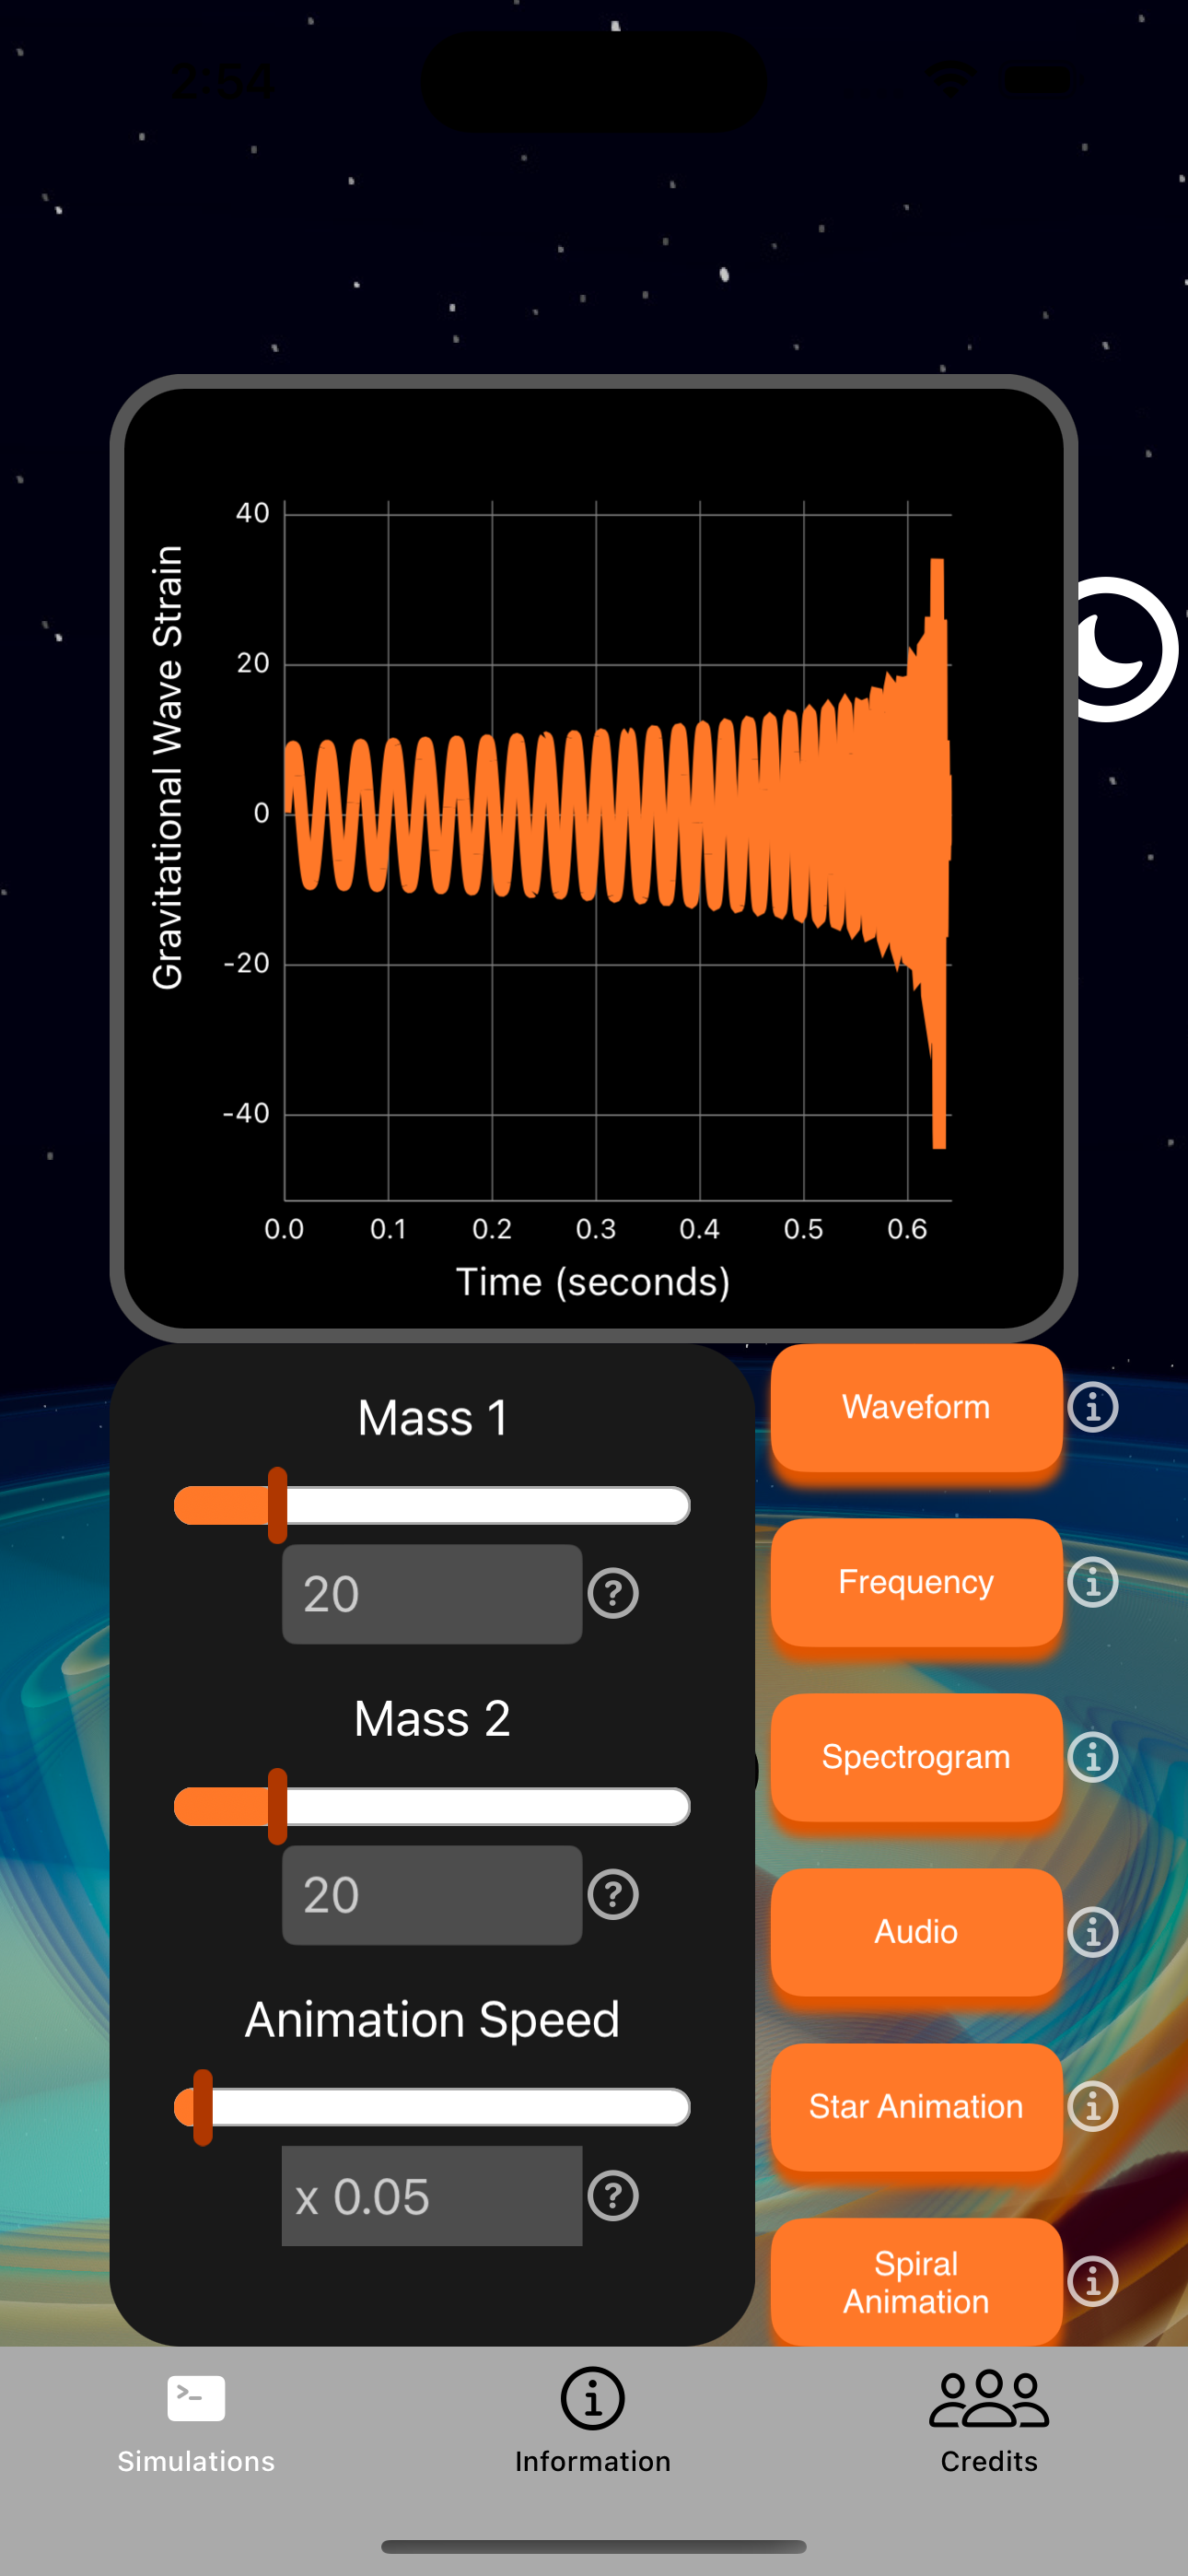 2:54
40
20
0
-20
-40
Gravitational Wave Strain
0.0 0.1 0.2 0.3 0.4 0.5 0.6
Time (seconds)
Mass 1
20
Mass 2
20
Animation Speed
x 0.05
Waveform
Frequency
Spectrogram
Audio
Star Animation
Spiral
Animation
Simulations
Information
Credits